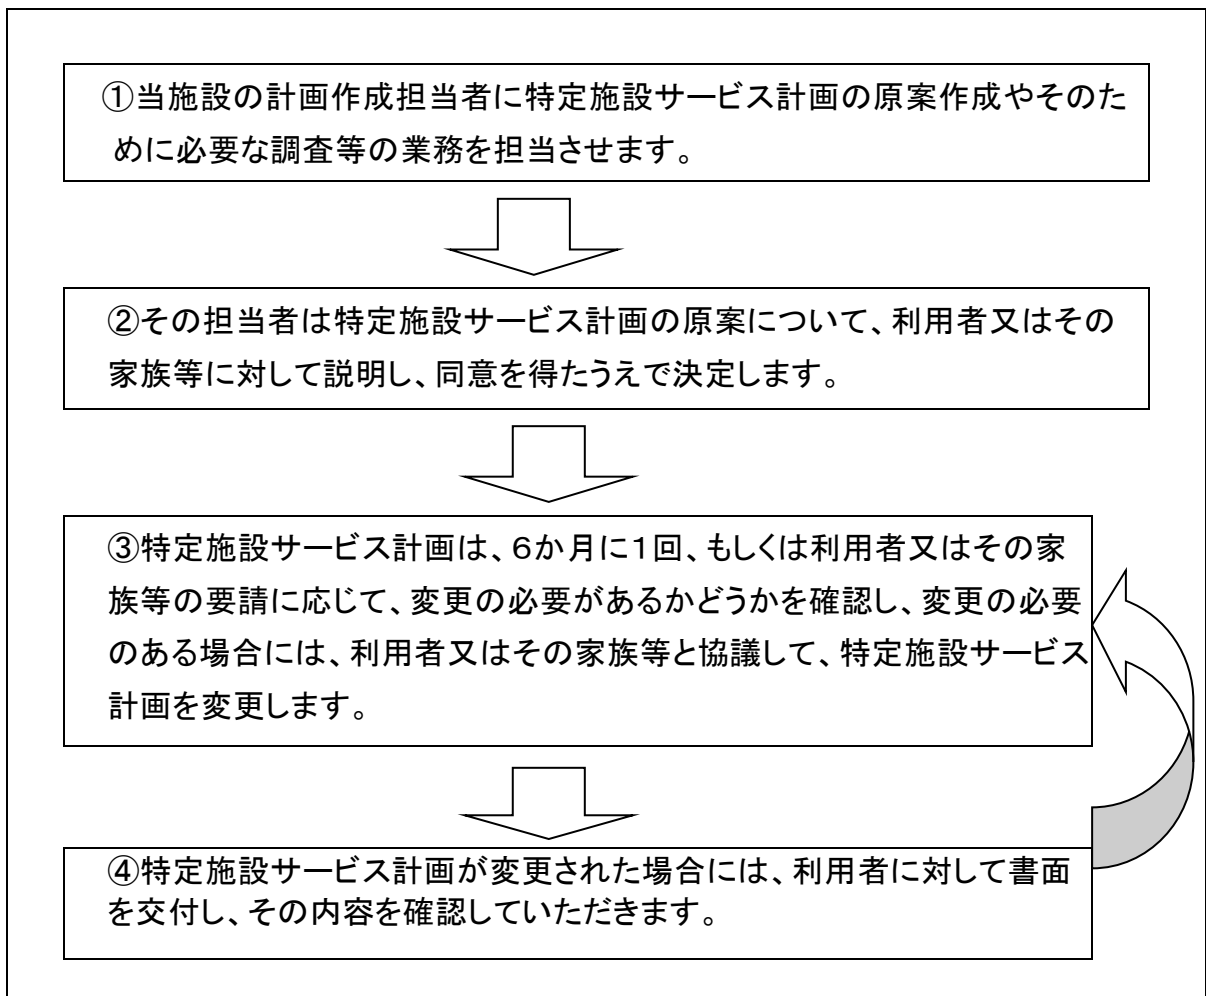 ①当施設の計画作成担当者に特定施設サービス計画の原案作成やそのた
めに必要な調査等の業務を担当させます。
②その担当者は特定施設サービス計画の原案について、利用者又はその
家族等に対して説明し、同意を得たうえで決定します。
③特定施設サービス計画は、６か月に１回、もしくは利用者又はその家
族等の要請に応じて、変更の必要があるかどうかを確認し、変更の必要
のある場合には、利用者又はその家族等と協議して、特定施設サービス
計画を変更します。
④特定施設サービス計画が変更された場合には、利用者に対して書面
を交付し、その内容を確認していただきます。